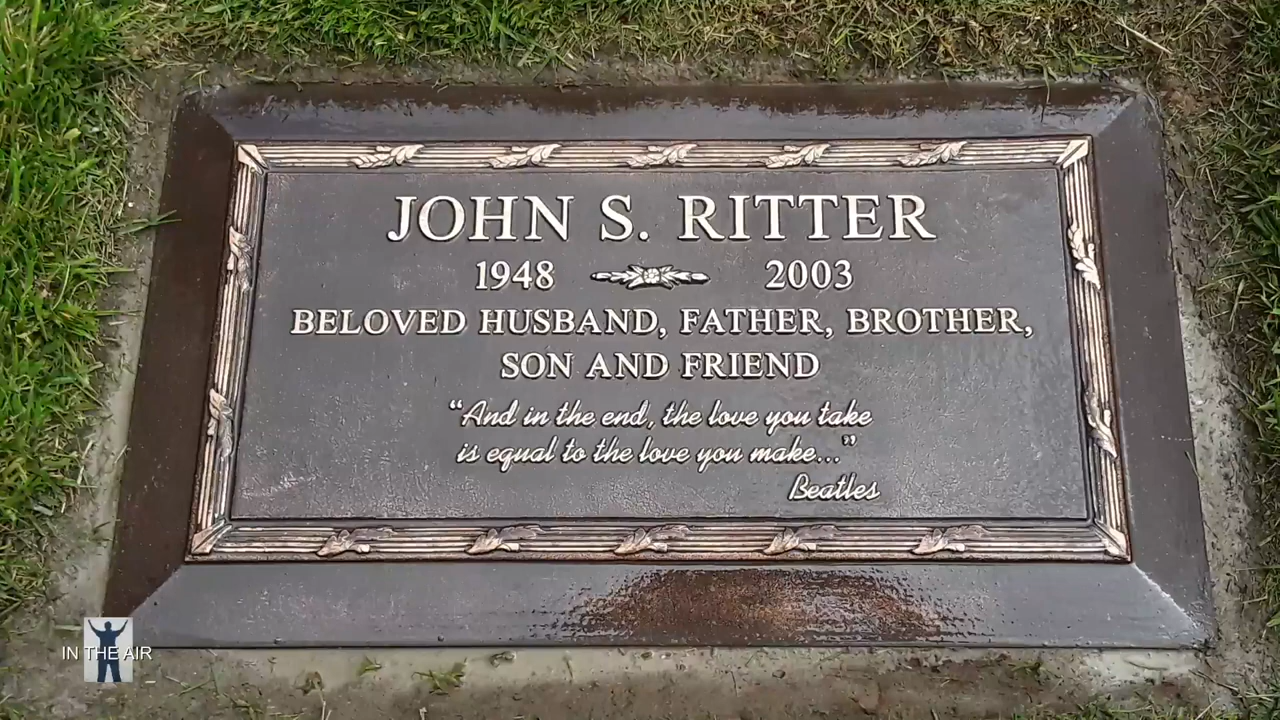 JOHN S. RITTER
1948 2003
BELOVED HUSBAND, FATHER, BROTHER,
SON AND FRIEND
“And in the end, the love you take
is equal to the love you make...”
Beatles
IN THE AIR